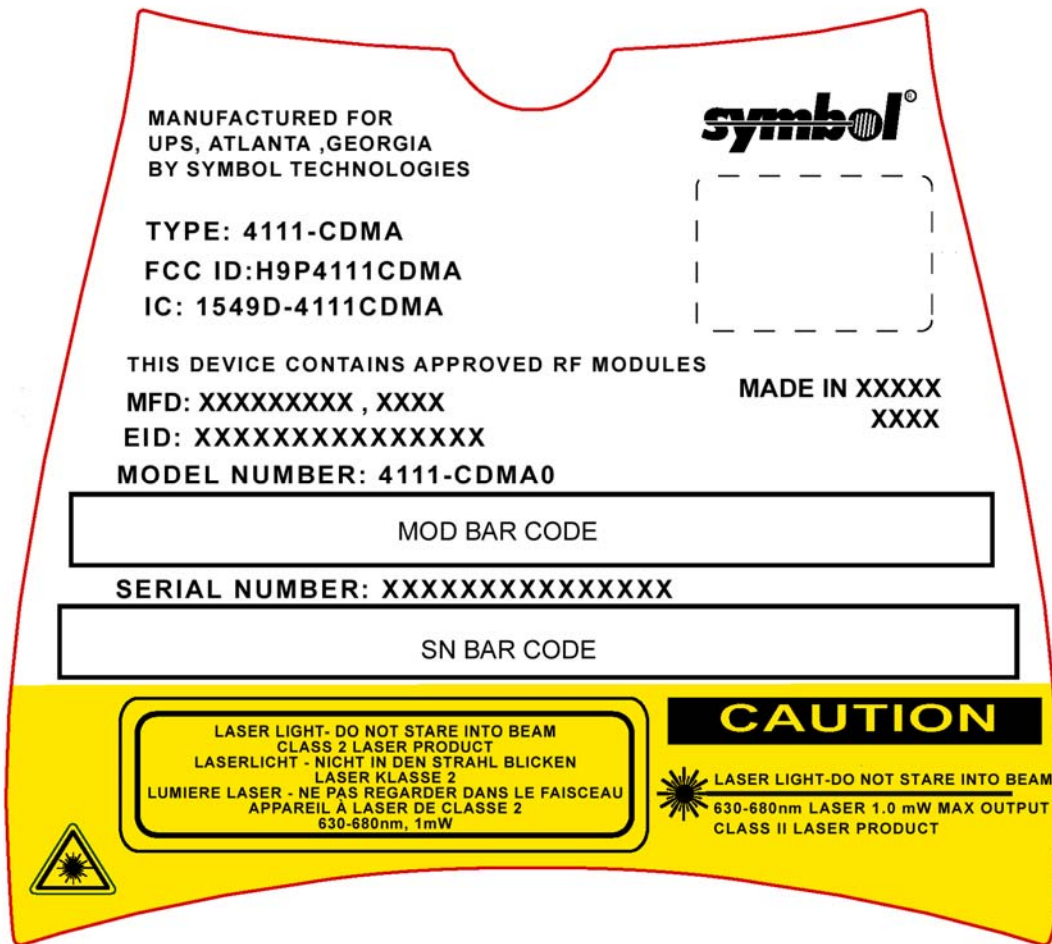 MANUFACTURED FOR
UPS, ATLANTA ,GEORGIA
BY SYMBOL TECHNOLOGIES
symbol®
TYPE: 4111-CDMA
FCC ID:H9P4111CDMA
IC: 1549D-4111CDMA
THIS DEVICE CONTAINS APPROVED RF MODULES
MFD: XXXXXXXXX , XXXX
EID: XXXXXXXXXXXXXXX
MADE IN XXXXX
XXXX
MODEL NUMBER: 4111-CDMA0
MOD BAR CODE
SERIAL NUMBER: XXXXXXXXXXXXXXX
SN BAR CODE
LASER LIGHT- DO NOT STARE INTO BEAM
CLASS 2 LASER PRODUCT
LASERLICHT - NICHT IN DEN STRAHL BLICKEN
LASER KLASSE 2
LUMIERE LASER - NE PAS REGARDER DANS LE FAISCEAU
APPAREIL À LASER DE CLASSE 2
630-680nm, 1mW
CAUTION
LASER LIGHT-DO NOT STARE INTO BEAM
630-680nm LASER 1.0 mW MAX OUTPUT
CLASS II LASER PRODUCT